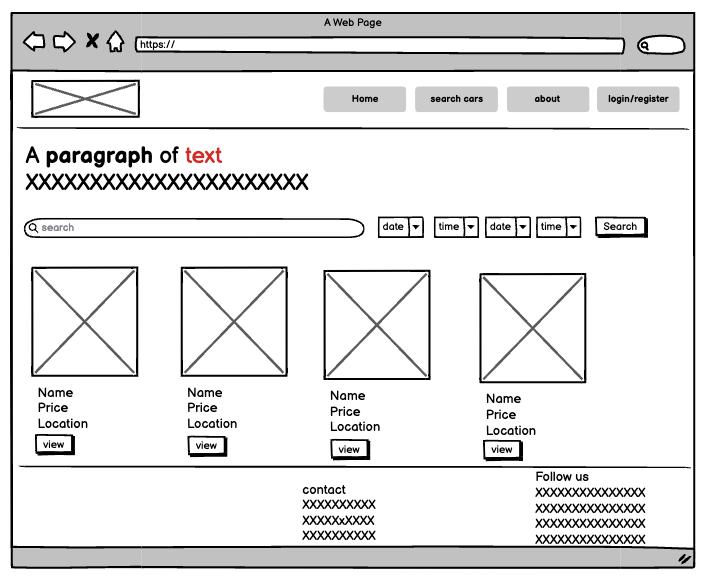 A Web Page
https://
Home search cars about login/register
A paragraph of text
XXXXXXXXXXXXXXXXXXXXXX
search date time date time Search
Name Name Name Name
Price Price Price Price
Location Location Location Location
view view view view
Follow us
contact
XXXXXXXXXX
XXXXXxXXXX
XXXXXXXXXX
XXXXXXXXXXXXXXX
XXXXXXXXXXXXXXX
XXXXXXXXXXXXXXX
XXXXXXXXXXXXXXX